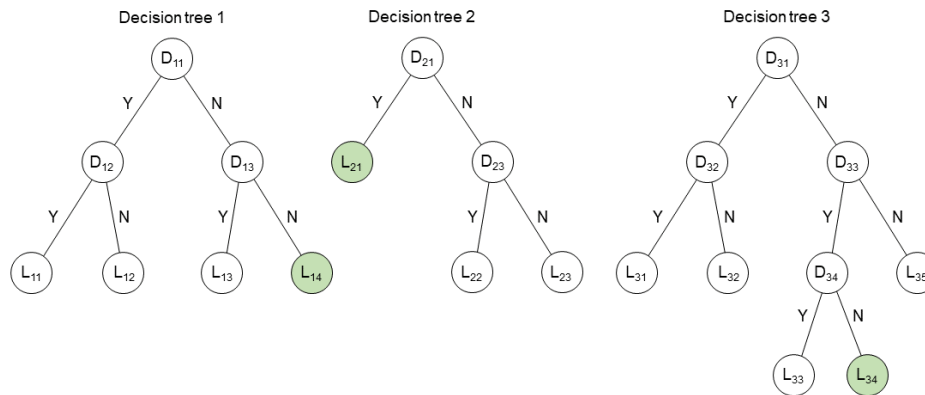 Decision tree 1 Decision tree 2 Decision tree 3
D₁₁ D₂₁ D₃₁
Y N Y N Y N
D₁₂ D₁₃ L₂₁ D₂₃ D₃₂ D₃₃
Y N Y N Y N Y N Y N
L₁₁ L₁₂ L₁₃ L₁₄ L₂₂ L₂₃ L₃₁ L₃₂ D₃₄ L₃₅
Y N
L₃₃ L₃₄